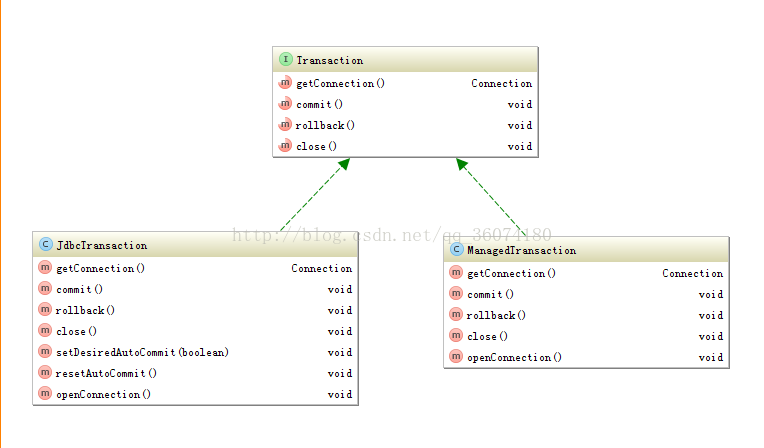 I Transaction
m getConnection() Connection
m commit() void
m rollback() void
m close() void
http://blog.csdn.net/qq_36074180
C JdbcTransaction
m getConnection() Connection
m commit() void
m rollback() void
m close() void
m setDesiredAutoCommit(boolean) void
m resetAutoCommit() void
m openConnection() void
C ManagedTransaction
m getConnection() Connection
m commit() void
m rollback() void
m close() void
m openConnection() void